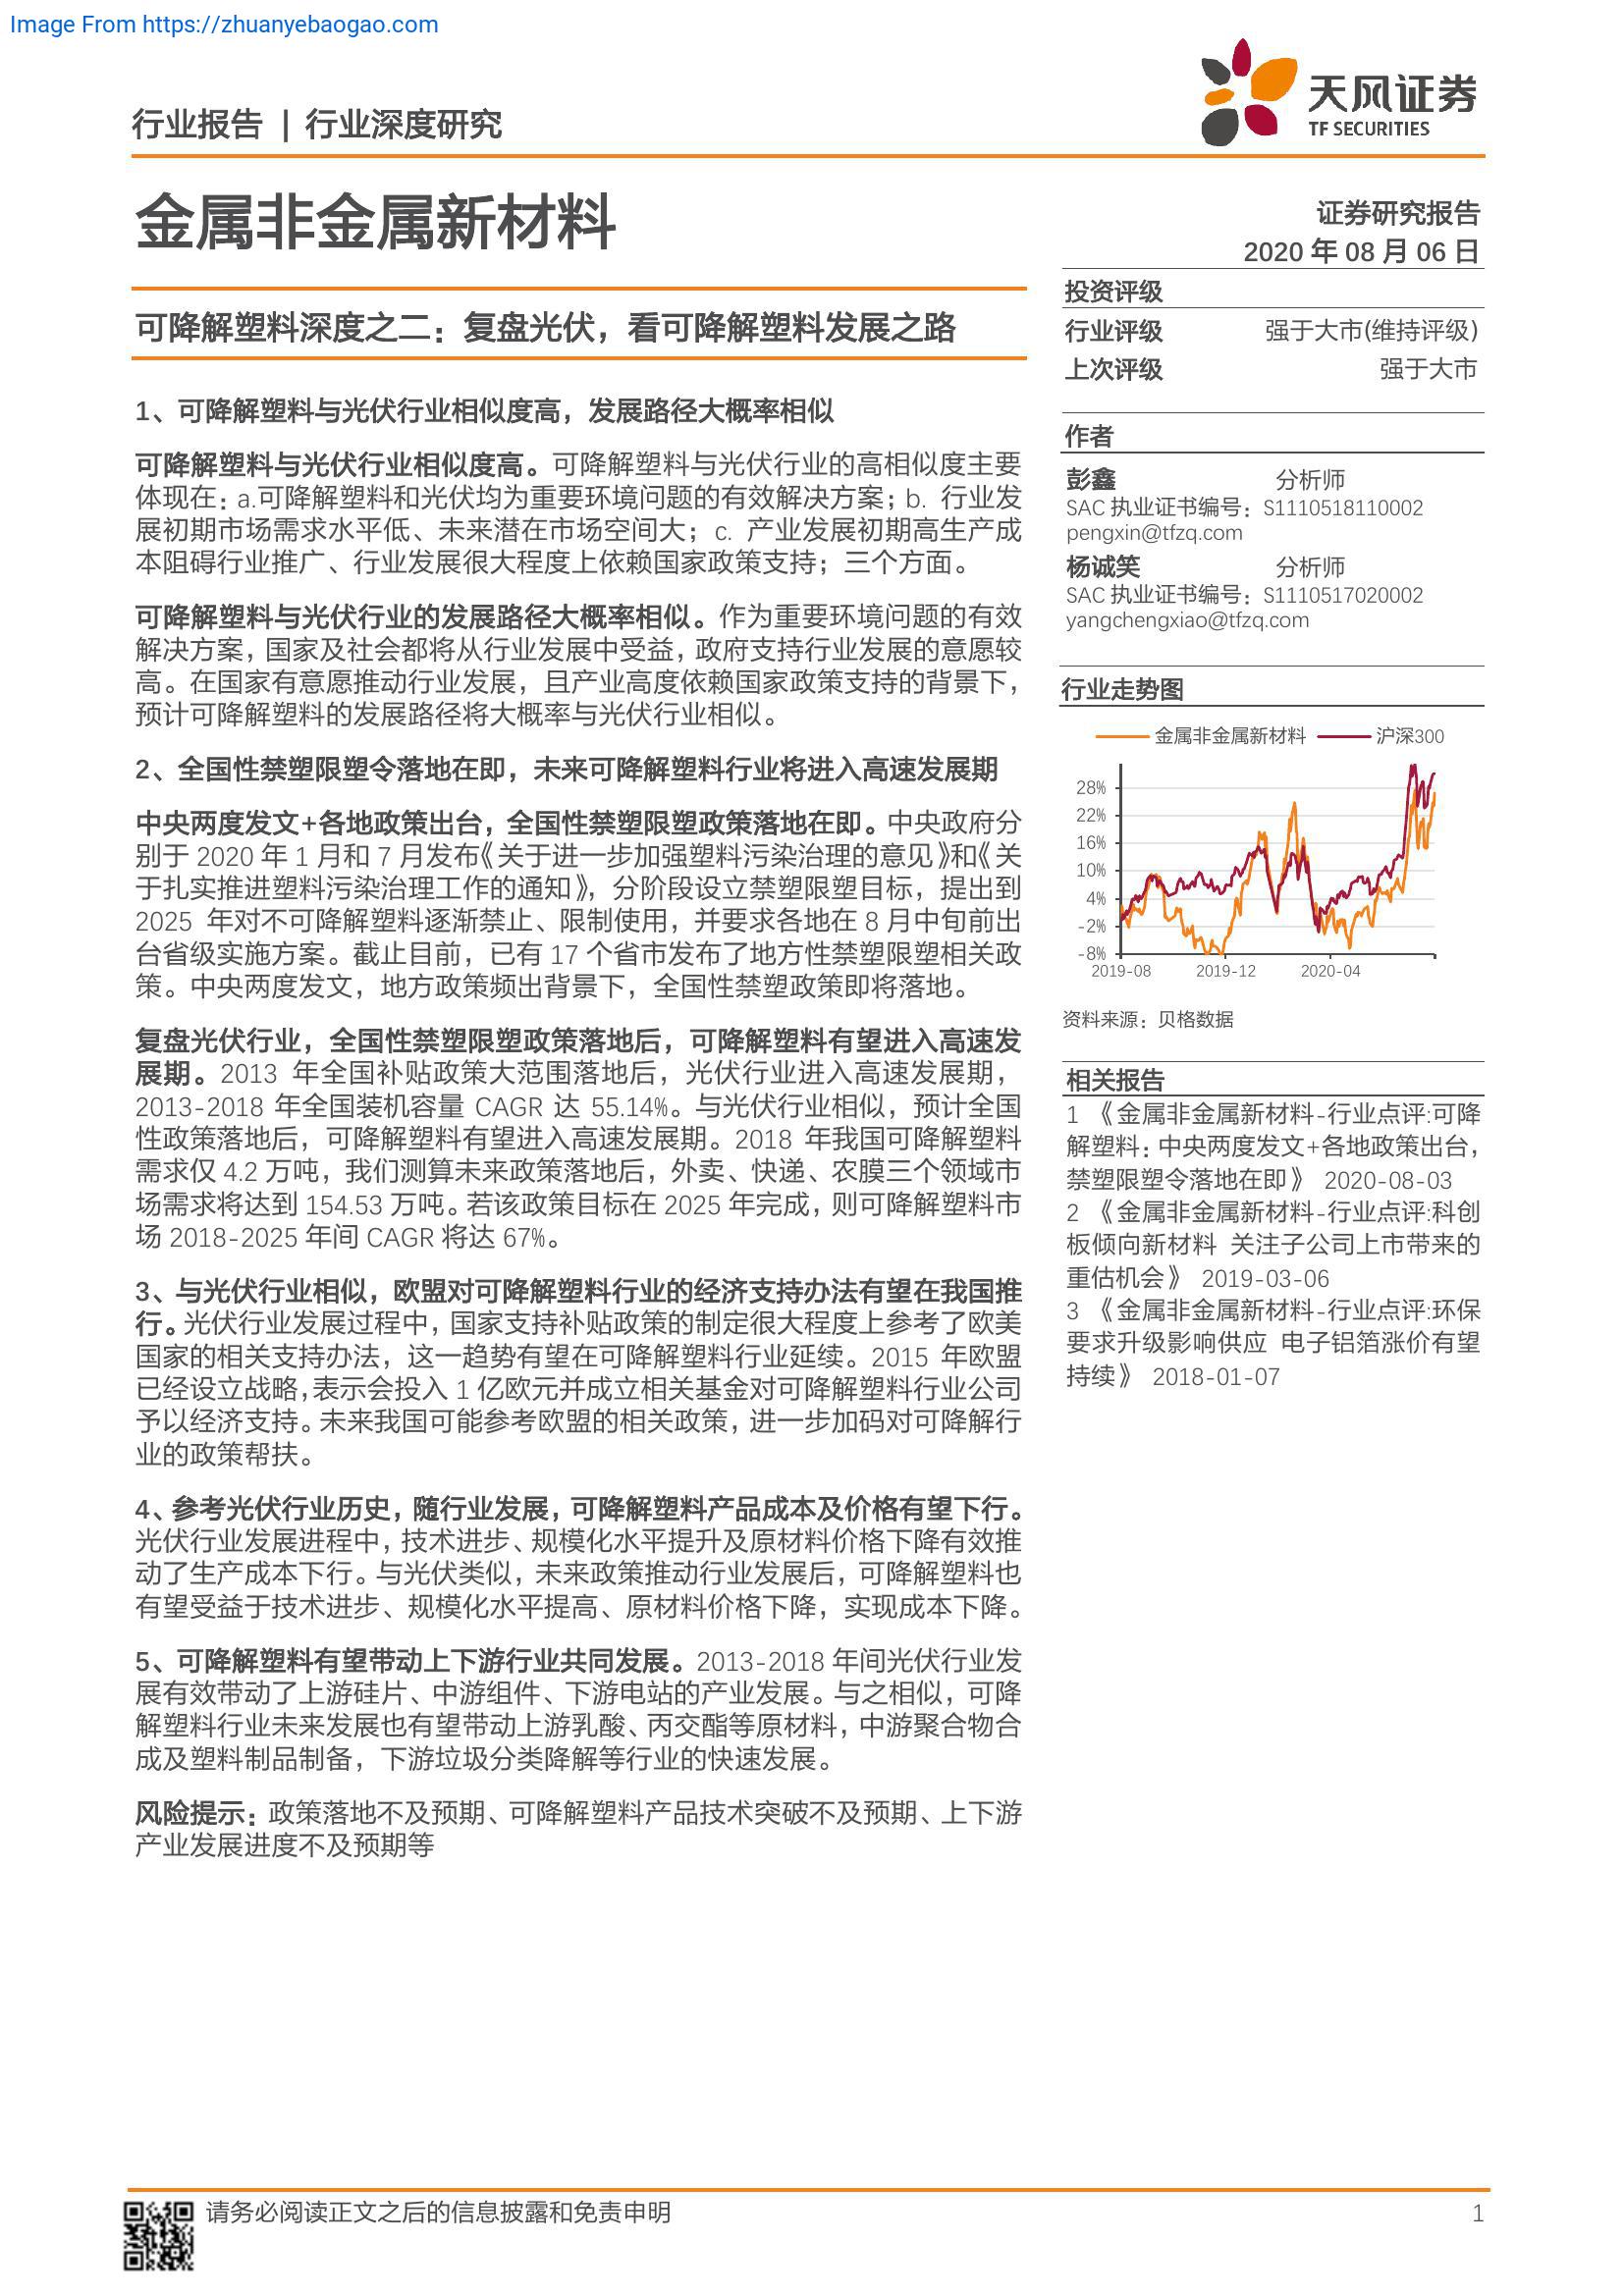 Image From https://zhuanyebaogao.com
行业报告 | 行业深度研究
天风证券
TF SECURITIES
金属非金属新材料
证券研究报告
2020 年 08 月 06 日
可降解塑料深度之二：复盘光伏，看可降解塑料发展之路
1、可降解塑料与光伏行业相似度高，发展路径大概率相似
可降解塑料与光伏行业相似度高。可降解塑料与光伏行业的高相似度主要
体现在：a.可降解塑料和光伏均为重要环境问题的有效解决方案；b. 行业发
展初期市场需求水平低、未来潜在市场空间大；c. 产业发展初期高生产成
本阻碍行业推广、行业发展很大程度上依赖国家政策支持；三个方面。
可降解塑料与光伏行业的发展路径大概率相似。作为重要环境问题的有效
解决方案，国家及社会都将从行业发展中受益，政府支持行业发展的意愿较
高。在国家有意愿推动行业发展，且产业高度依赖国家政策支持的背景下，
预计可降解塑料的发展路径将大概率与光伏行业相似。
2、全国性禁塑限塑令落地在即，未来可降解塑料行业将进入高速发展期
中央两度发文+各地政策出台，全国性禁塑限塑政策落地在即。中央政府分
别于 2020 年 1 月和 7 月发布《关于进一步加强塑料污染治理的意见》和《关
于扎实推进塑料污染治理工作的通知》，分阶段设立禁塑限塑目标，提出到
2025 年对不可降解塑料逐渐禁止、限制使用，并要求各地在 8 月中旬前出
台省级实施方案。截止目前，已有 17 个省市发布了地方性禁塑限塑相关政
策。中央两度发文，地方政策频出背景下，全国性禁塑政策即将落地。
复盘光伏行业，全国性禁塑限塑政策落地后，可降解塑料有望进入高速发
展期。2013 年全国补贴政策大范围落地后，光伏行业进入高速发展期，
2013-2018 年全国装机容量 CAGR 达 55.14%。与光伏行业相似，预计全国
性政策落地后，可降解塑料有望进入高速发展期。2018 年我国可降解塑料
需求仅 4.2 万吨，我们测算未来政策落地后，外卖、快递、农膜三个领域市
场需求将达到 154.53 万吨。若该政策目标在 2025 年完成，则可降解塑料市
场 2018-2025 年间 CAGR 将达 67%。
3、与光伏行业相似，欧盟对可降解塑料行业的经济支持办法有望在我国推
行。光伏行业发展过程中，国家支持补贴政策的制定很大程度上参考了欧美
国家的相关支持办法，这一趋势有望在可降解塑料行业延续。2015 年欧盟
已经设立战略，表示会投入 1 亿欧元并成立相关基金对可降解塑料行业公司
予以经济支持。未来我国可能参考欧盟的相关政策，进一步加码对可降解行
业的政策帮扶。
4、参考光伏行业历史，随行业发展，可降解塑料产品成本及价格有望下行。
光伏行业发展进程中，技术进步、规模化水平提升及原材料价格下降有效推
动了生产成本下行。与光伏类似，未来政策推动行业发展后，可降解塑料也
有望受益于技术进步、规模化水平提高、原材料价格下降，实现成本下降。
5、可降解塑料有望带动上下游行业共同发展。2013-2018 年间光伏行业发
展有效带动了上游硅片、中游组件、下游电站的产业发展。与之相似，可降
解塑料行业未来发展也有望带动上游乳酸、丙交酯等原材料，中游聚合物合
成及塑料制品制备，下游垃圾分类降解等行业的快速发展。
风险提示：政策落地不及预期、可降解塑料产品技术突破不及预期、上下游
产业发展进度不及预期等
投资评级
行业评级 强于大市(维持评级)
上次评级 强于大市
作者
彭鑫 分析师
SAC 执业证书编号：S1110518110002
pengxin@tfzq.com
杨诚笑 分析师
SAC 执业证书编号：S1110517020002
yangchengxiao@tfzq.com
行业走势图
金属非金属新材料 沪深300
28%
22%
16%
10%
4%
-2%
-8%
2019-08 2019-12 2020-04
资料来源：贝格数据
相关报告
1 《金属非金属新材料-行业点评:可降
解塑料：中央两度发文+各地政策出台，
禁塑限塑令落地在即》 2020-08-03
2 《金属非金属新材料-行业点评:科创
板倾向新材料 关注子公司上市带来的
重估机会》 2019-03-06
3 《金属非金属新材料-行业点评:环保
要求升级影响供应 电子铝箔涨价有望
持续》 2018-01-07
请务必阅读正文之后的信息披露和免责申明 1